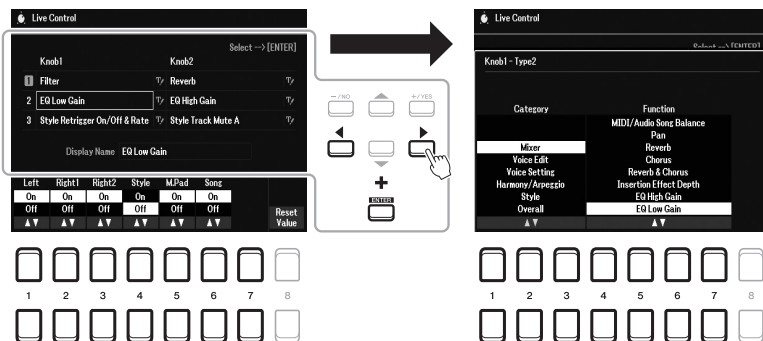 Live Control
Select --> [ENTER]
Knob1 Knob2
1 Filter Reverb
2 EQ Low Gain EQ High Gain
3 Style Retrigger On/Off & Rate Style Track Mute A
Display Name EQ Low Gain
Left Right1 Right2 Style M.Pad Song
On On On On On On
Off Off Off Off Off Off
Reset
Value
1 2 3 4 5 6 7 8
–/NO +/YES
+
ENTER
Live Control
Select --> [ENTER]
Knob1 - Type2
Category Function
MIDI/Audio Song Balance
Pan
Mixer Reverb
Voice Edit Chorus
Voice Setting Reverb & Chorus
Harmony/Arpeggio Insertion Effect Depth
Style EQ High Gain
Overall EQ Low Gain
1 2 3 4 5 6 7 8